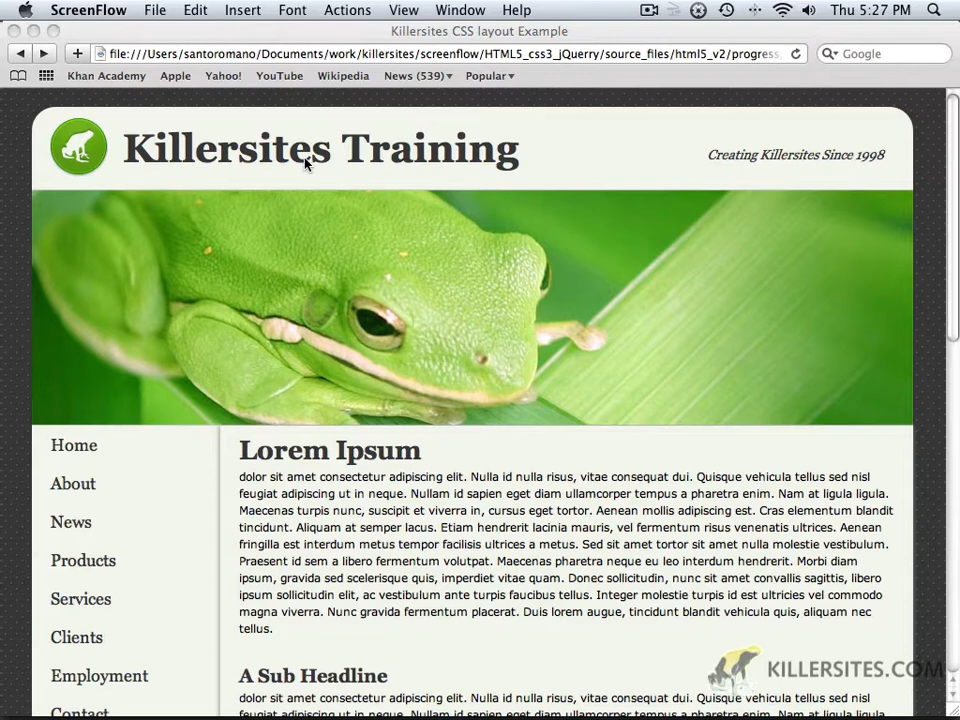 ScreenFlow File Edit Insert Font Actions View Window Help Thu 5:27 PM
Killersites CSS layout Example
file:///Users/santoromano/Documents/work/killersites/screenflow/HTML5_css3_jQuerry/source_files/html5_v2/progress Google
Khan Academy Apple Yahoo! YouTube Wikipedia News (539) Popular
Killersites Training
Creating Killersites Since 1998
Home
About
News
Products
Services
Clients
Employment
Contact
Lorem Ipsum
dolor sit amet consectetur adipiscing elit. Nulla id nulla risus, vitae consequat dui. Quisque vehicula tellus sed nisl
feugiat adipiscing ut in neque. Nullam id sapien eget diam ullamcorper tempus a pharetra enim. Nam at ligula ligula.
Maecenas turpis nunc, suscipit et viverra in, cursus eget tortor. Aenean mollis adipiscing est. Cras elementum blandit
tincidunt. Aliquam at semper lacus. Etiam hendrerit lacinia mauris, vel fermentum risus venenatis ultrices. Aenean
fringilla est interdum metus tempor facilisis ultrices a metus. Sed sit amet tortor sit amet nulla molestie vestibulum.
Praesent id sem a libero fermentum volutpat. Maecenas pharetra neque eu leo interdum hendrerit. Morbi diam
ipsum, gravida sed scelerisque quis, imperdiet vitae quam. Donec sollicitudin, nunc sit amet convallis sagittis, libero
ipsum sollicitudin elit, ac vestibulum ante turpis faucibus tellus. Integer molestie turpis id est ultricies vel commodo
magna viverra. Nunc gravida fermentum placerat. Duis lorem augue, tincidunt blandit vehicula quis, aliquam nec
tellus.
A Sub Headline
dolor sit amet consectetur adipiscing elit. Nulla id nulla risus, vitae consequat dui. Quisque vehicula tellus sed nisl
KILLERSITES.COM